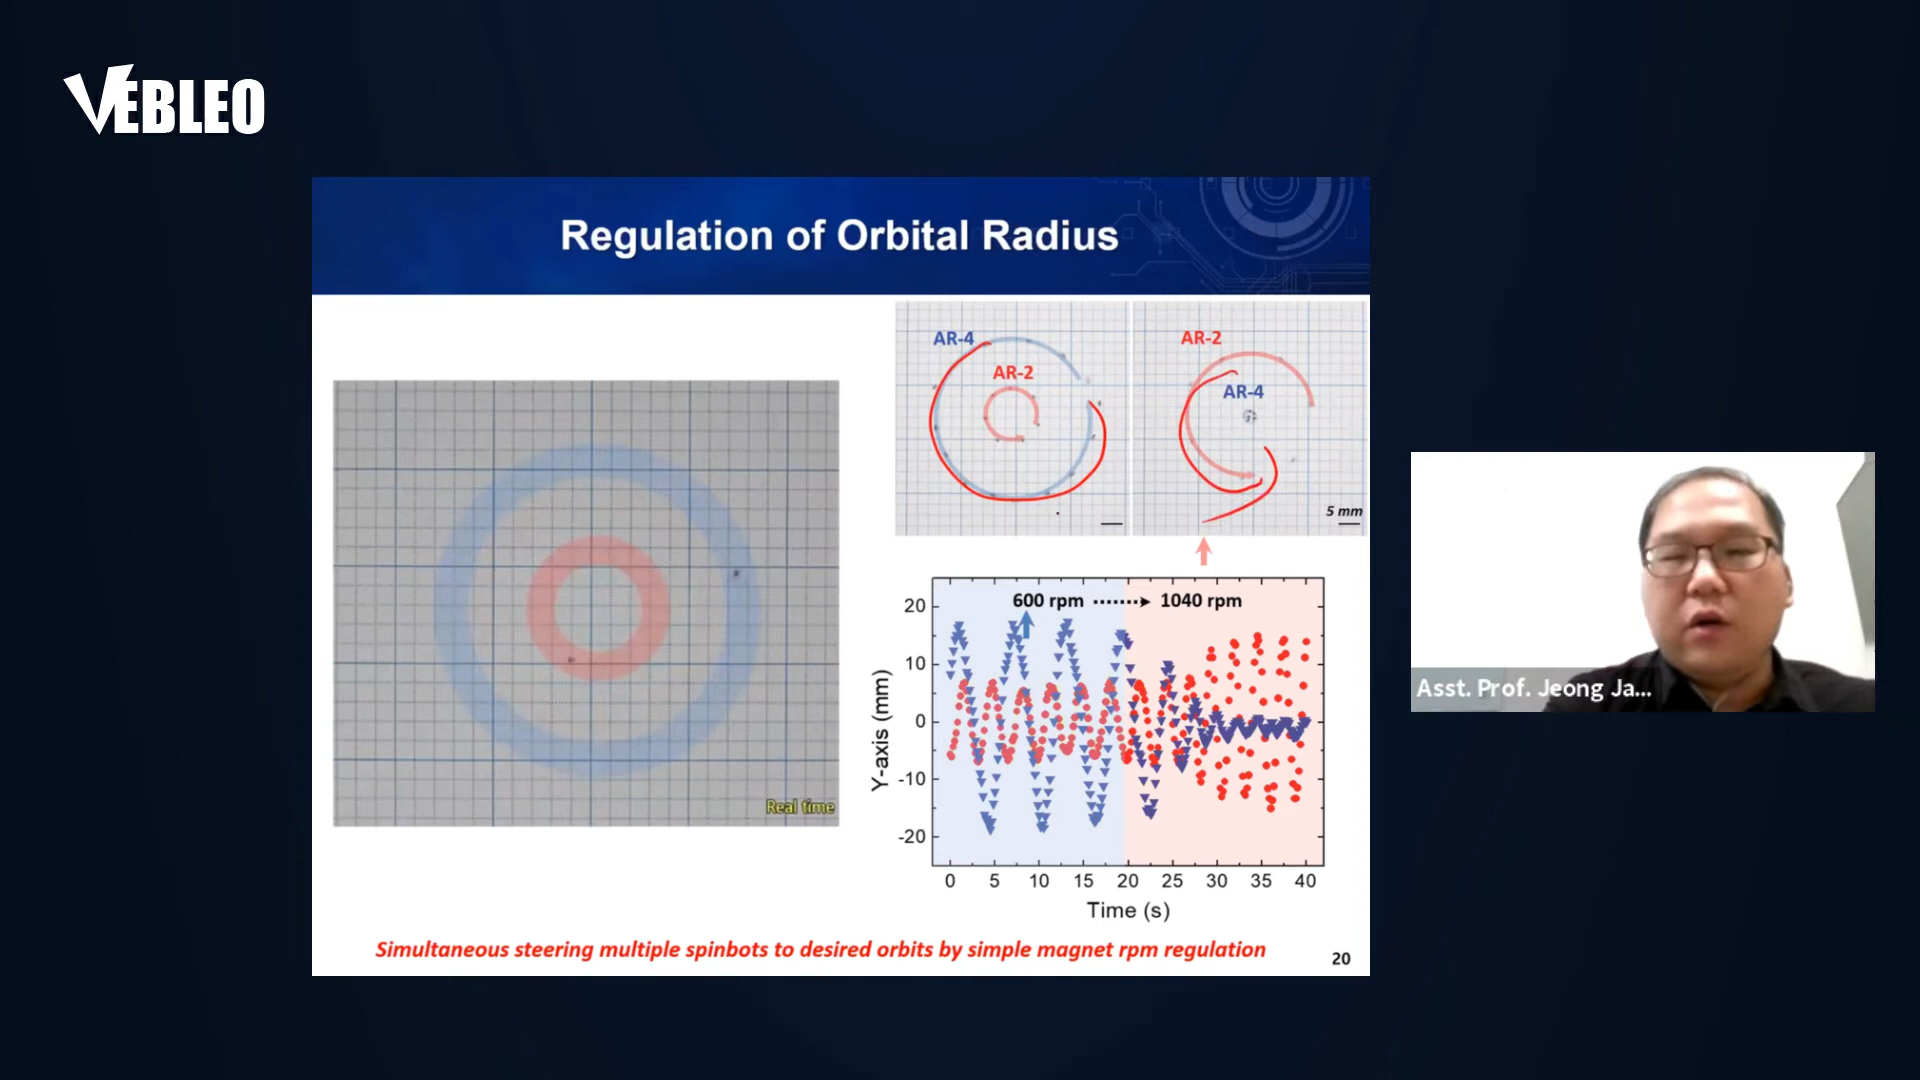 VEBLEO
Regulation of Orbital Radius
AR-4
AR-2
AR-2
AR-4
5 mm
Real time
600 rpm
1040 rpm
20
10
0
-10
-20
Y-axis (mm)
0 5 10 15 20 25 30 35 40
Time (s)
Simultaneous steering multiple spinbots to desired orbits by simple magnet rpm regulation
20
Asst. Prof. Jeong Ja...